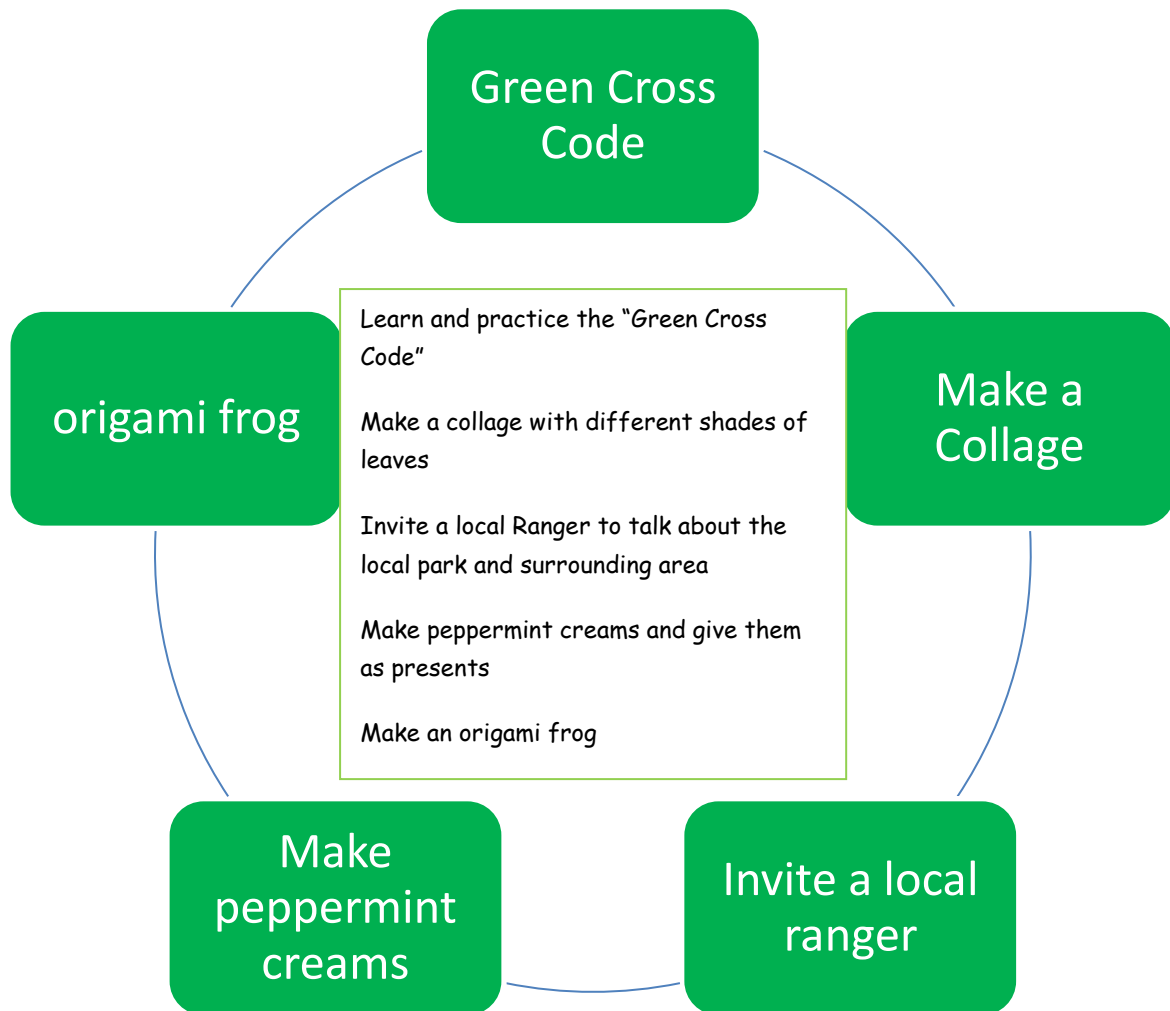 Green Cross
Code
origami frog
Learn and practice the “Green Cross
Code”
Make a collage with different shades of
leaves
Invite a local Ranger to talk about the
local park and surrounding area
Make peppermint creams and give them
as presents
Make an origami frog
Make a
Collage
Make
peppermint
creams
Invite a local
ranger